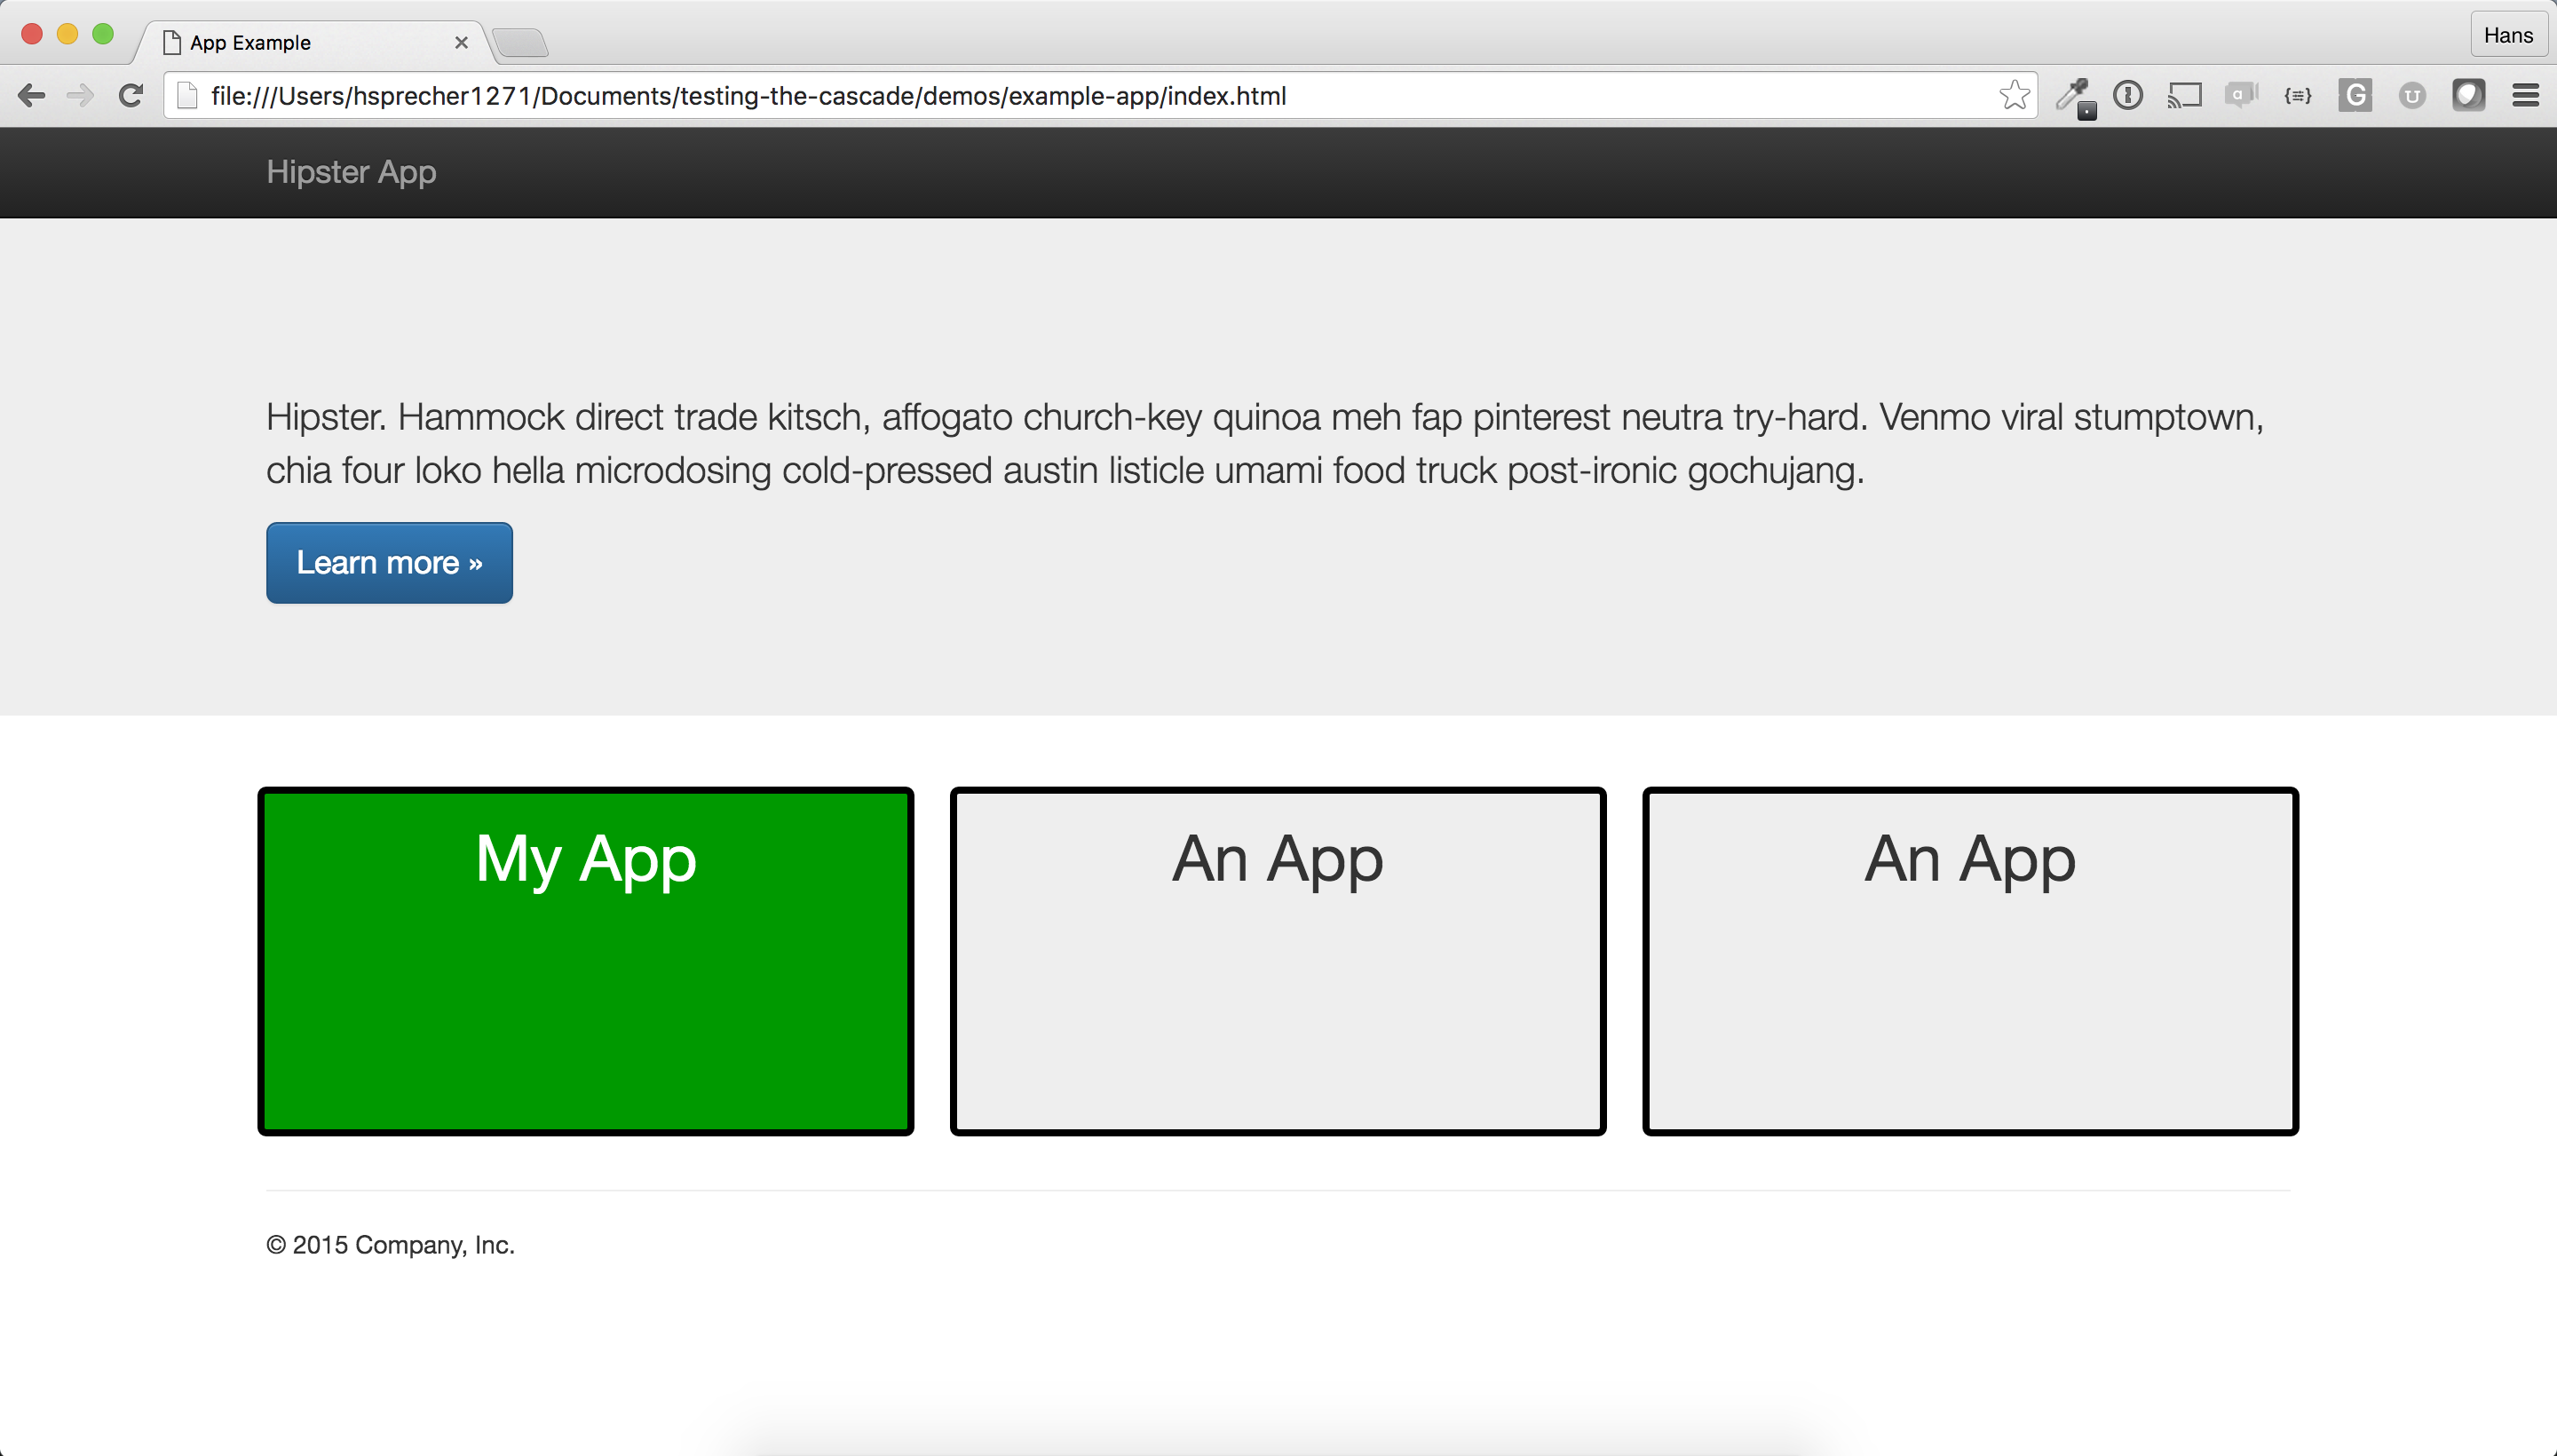 App Example
Hans
file:///Users/hsprecher1271/Documents/testing-the-cascade/demos/example-app/index.html
Hipster App
Hipster. Hammock direct trade kitsch, affogato church-key quinoa meh fap pinterest neutra try-hard. Venmo viral stumptown,
chia four loko hella microdosing cold-pressed austin listicle umami food truck post-ironic gochujang.
Learn more »
My App
An App
An App
© 2015 Company, Inc.